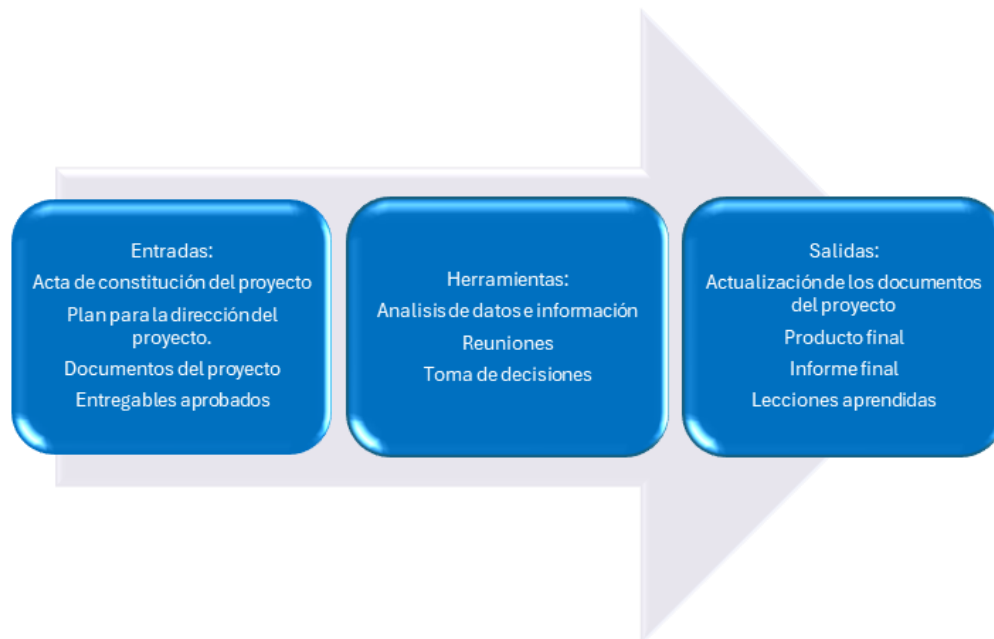 Entradas:
Acta de constitución del proyecto
Plan para la dirección del
proyecto.
Documentos del proyecto
Entregables aprobados
Herramientas:
Analisis de datos e información
Reuniones
Toma de decisiones
Salidas:
Actualización de los documentos
del proyecto
Producto final
Informe final
Lecciones aprendidas